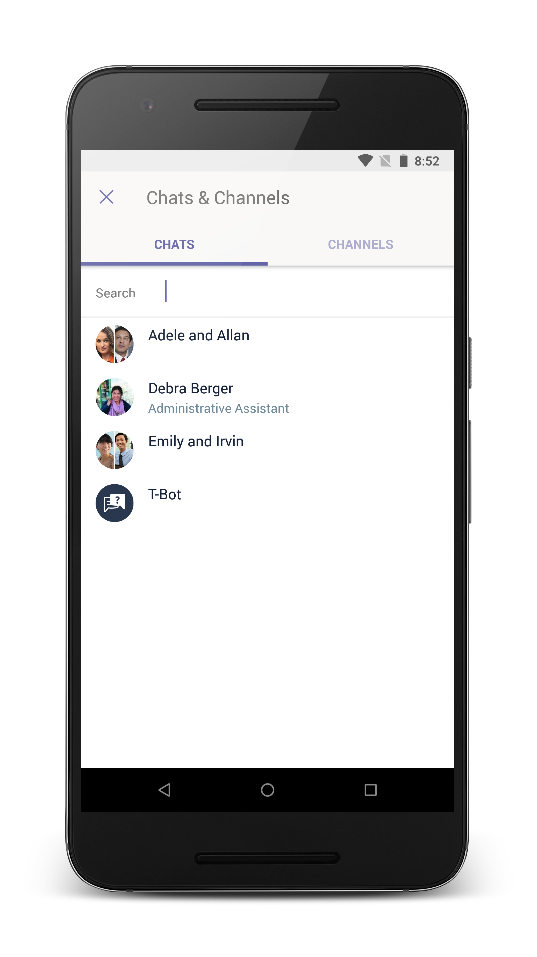 8:52
Chats & Channels
CHATS CHANNELS
Search
Adele and Allan
Debra Berger
Administrative Assistant
Emily and Irvin
?
T-Bot